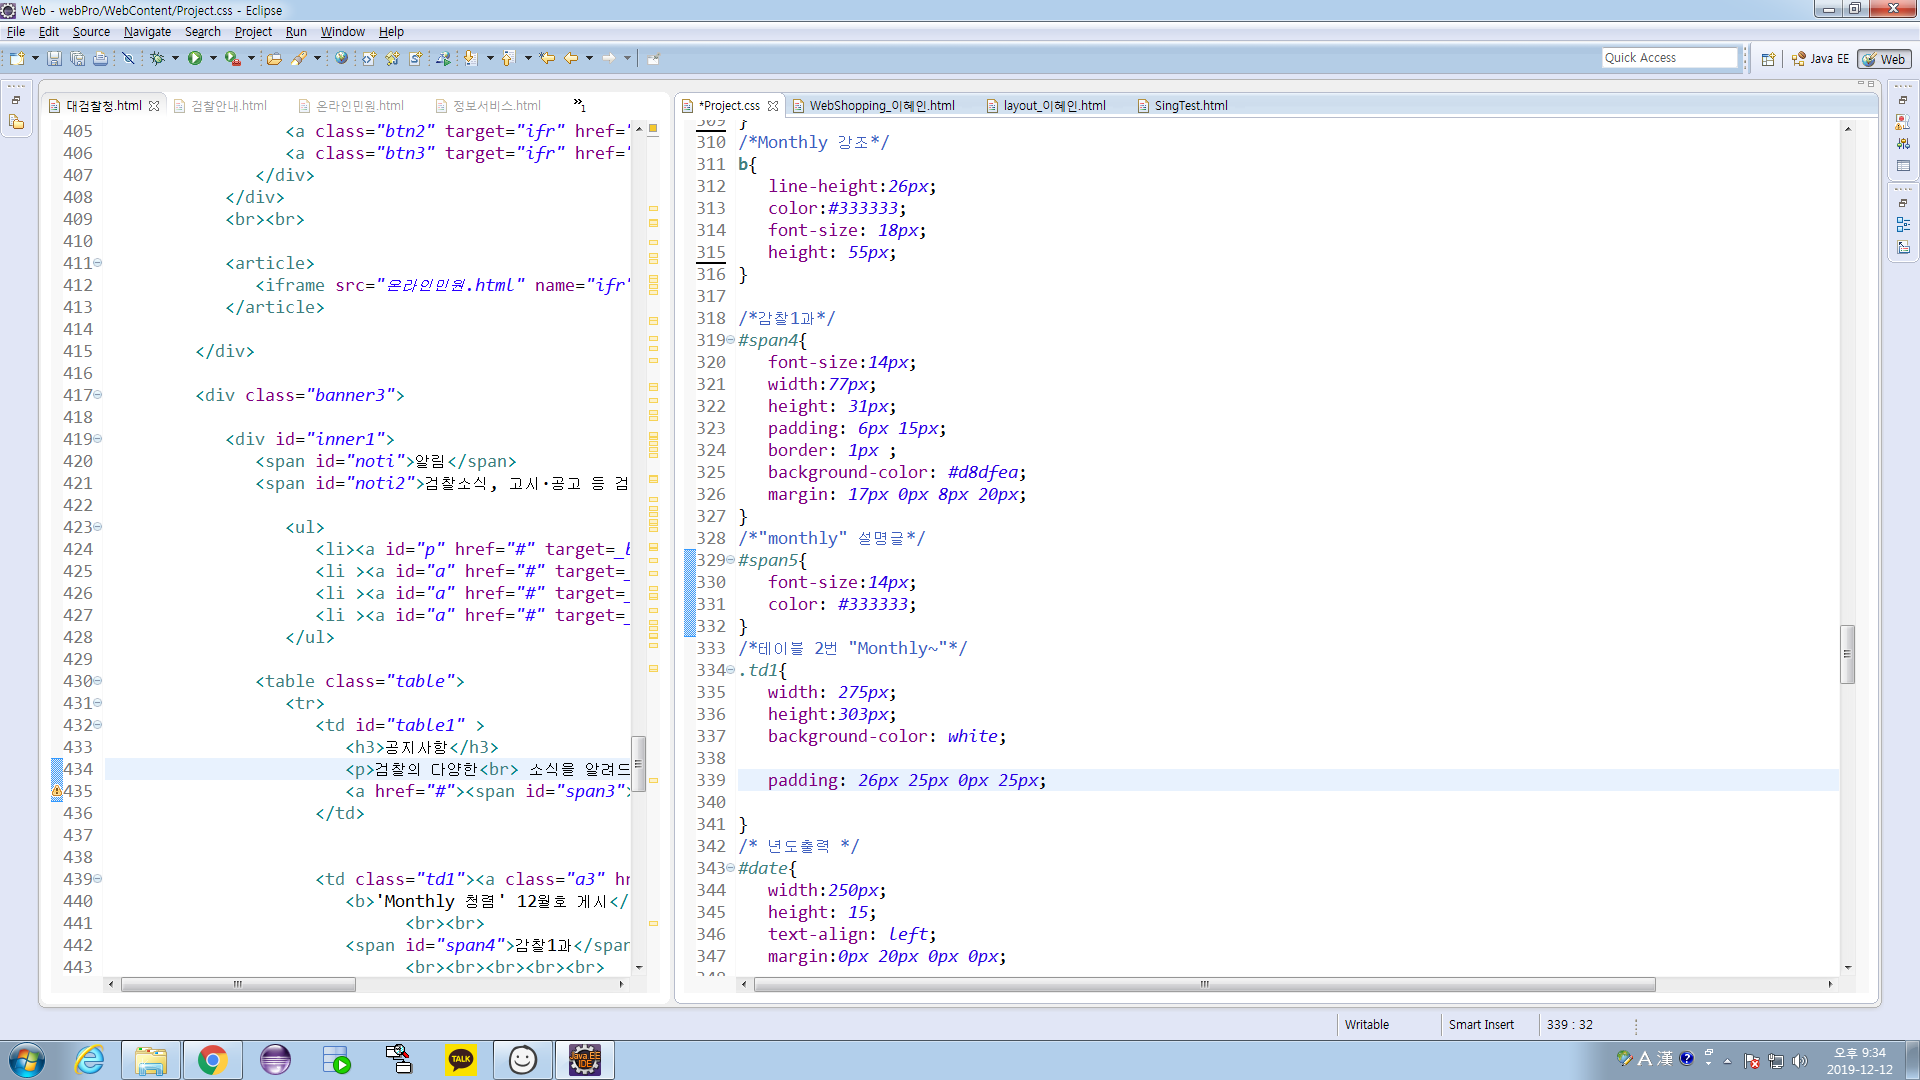 Web - webPro/WebContent/Project.css - Eclipse
File Edit Source Navigate Search Project Run Window Help
Quick Access
Java EE
Web
대검찰청.html
검찰안내.html
온라인민원.html
정보서비스.html
»1
405 <a class="btn2" target="ifr" href="
406 <a class="btn3" target="ifr" href="
407 </div>
408 </div>
409 <br><br>
410
411 <article>
412 <iframe src="온라인민원.html" name="ifr"
413 </article>
414
415 </div>
416
417 <div class="banner3">
418
419 <div id="inner1">
420 <span id="noti">알림</span>
421 <span id="noti2">검찰소식, 고시·공고 등 검
422
423 <ul>
424 <li><a id="p" href="#" target=_b
425 <li ><a id="a" href="#" target=_
426 <li ><a id="a" href="#" target=_
427 <li ><a id="a" href="#" target=_
428 </ul>
429
430 <table class="table">
431 <tr>
432 <td id="table1" >
433 <h3>공지사항</h3>
434 <p>검찰의 다양한<br> 소식을 알려드
435 <a href="#"><span id="span3">
436 </td>
437
438
439 <td class="td1"><a class="a3" hr
440 <b>'Monthly 청렴' 12월호 게시</
441 <br><br>
442 <span id="span4">감찰1과</span
443 <br><br><br><br><br>
*Project.css
WebShopping_이혜인.html
layout_이혜인.html
SingTest.html
309 }
310 /*Monthly 강조*/
311 b{
312 line-height:26px;
313 color:#333333;
314 font-size: 18px;
315 height: 55px;
316 }
317
318 /*감찰1과*/
319 #span4{
320 font-size:14px;
321 width:77px;
322 height: 31px;
323 padding: 6px 15px;
324 border: 1px ;
325 background-color: #d8dfea;
326 margin: 17px 0px 8px 20px;
327 }
328 /*"monthly" 설명글*/
329 #span5{
330 font-size:14px;
331 color: #333333;
332 }
333 /*테이블 2번 "Monthly~"*/
334 .td1{
335 width: 275px;
336 height:303px;
337 background-color: white;
338
339 padding: 26px 25px 0px 25px;
340
341 }
342 /* 년도출력 */
343 #date{
344 width:250px;
345 height: 15;
346 text-align: left;
347 margin:0px 20px 0px 0px;
Writable
Smart Insert
339 : 32
TALK
Java EE
IDE
A 漢
오후 9:34
2019-12-12